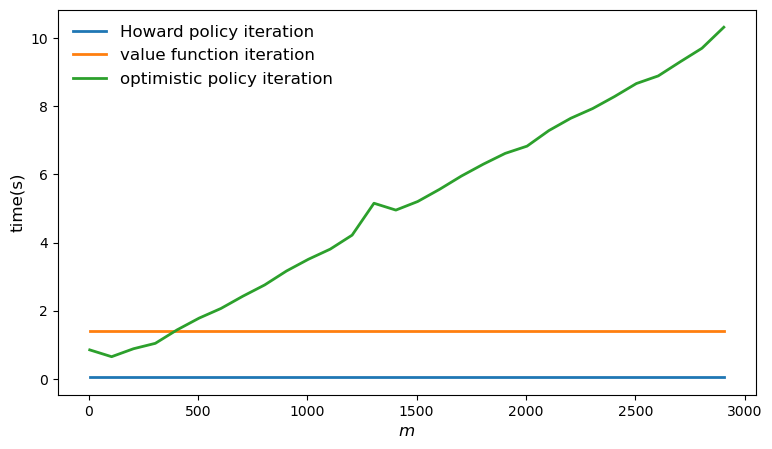 Howard policy iteration
value function iteration
optimistic policy iteration
10
8
6
4
2
0
time(s)
0 500 1000 1500 2000 2500 3000
m